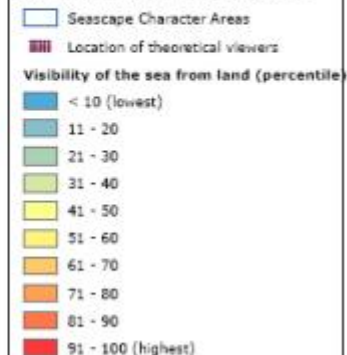 Seascape Character Areas
Location of theoretical viewers
Visibility of the sea from land (percentile)
< 10 (lowest)
11 - 20
21 - 30
31 - 40
41 - 50
51 - 60
61 - 70
71 - 80
81 - 90
91 - 100 (highest)